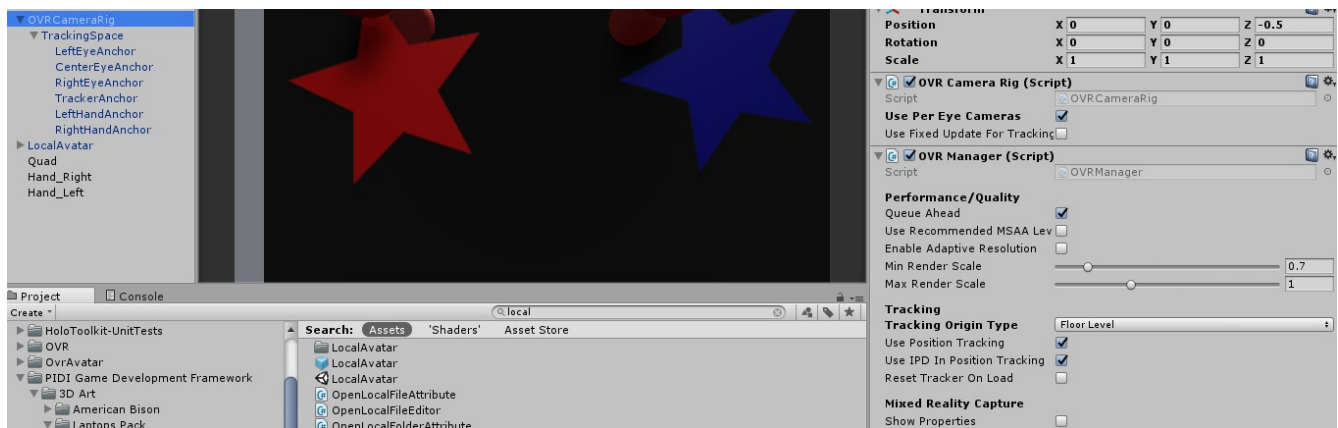 OVRCameraRig
TrackingSpace
LeftEyeAnchor
CenterEyeAnchor
RightEyeAnchor
TrackerAnchor
LeftHandAnchor
RightHandAnchor
LocalAvatar
Quad
Hand_Right
Hand_Left
Project Console
Create
local
HoloToolkit-UnitTests
OVR
OvrAvatar
PIDI Game Development Framework
3D Art
American Bison
Laptops Pack
Search: Assets 'Shaders' Asset Store
LocalAvatar
LocalAvatar
LocalAvatar
OpenLocalFileAttribute
OpenLocalFileEditor
OpenLocalFolderAttribute
Transform
Position X 0 Y 0 Z -0.5
Rotation X 0 Y 0 Z 0
Scale X 1 Y 1 Z 1
OVR Camera Rig (Script)
Script OVRCameraRig
Use Per Eye Cameras
Use Fixed Update For Tracking
OVR Manager (Script)
Script OVRManager
Performance/Quality
Queue Ahead
Use Recommended MSAA Lev
Enable Adaptive Resolution
Min Render Scale 0.7
Max Render Scale 1
Tracking
Tracking Origin Type Floor Level
Use Position Tracking
Use IPD In Position Tracking
Reset Tracker On Load
Mixed Reality Capture
Show Properties